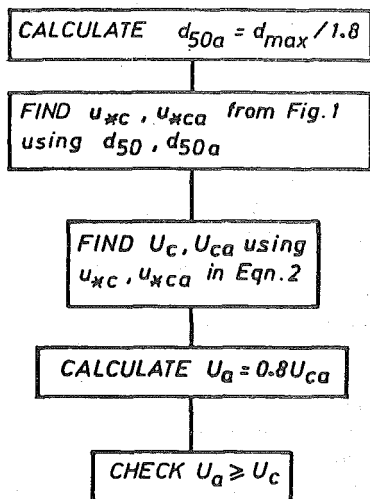 CALCULATE d50a = dmax / 1.8
FIND u*c , u*ca from Fig. 1
using d50 , d50a
FIND Uc , Uca using
u*c , u*ca in Eqn. 2
CALCULATE Ua = 0.8Uca
CHECK Ua ⩾ Uc